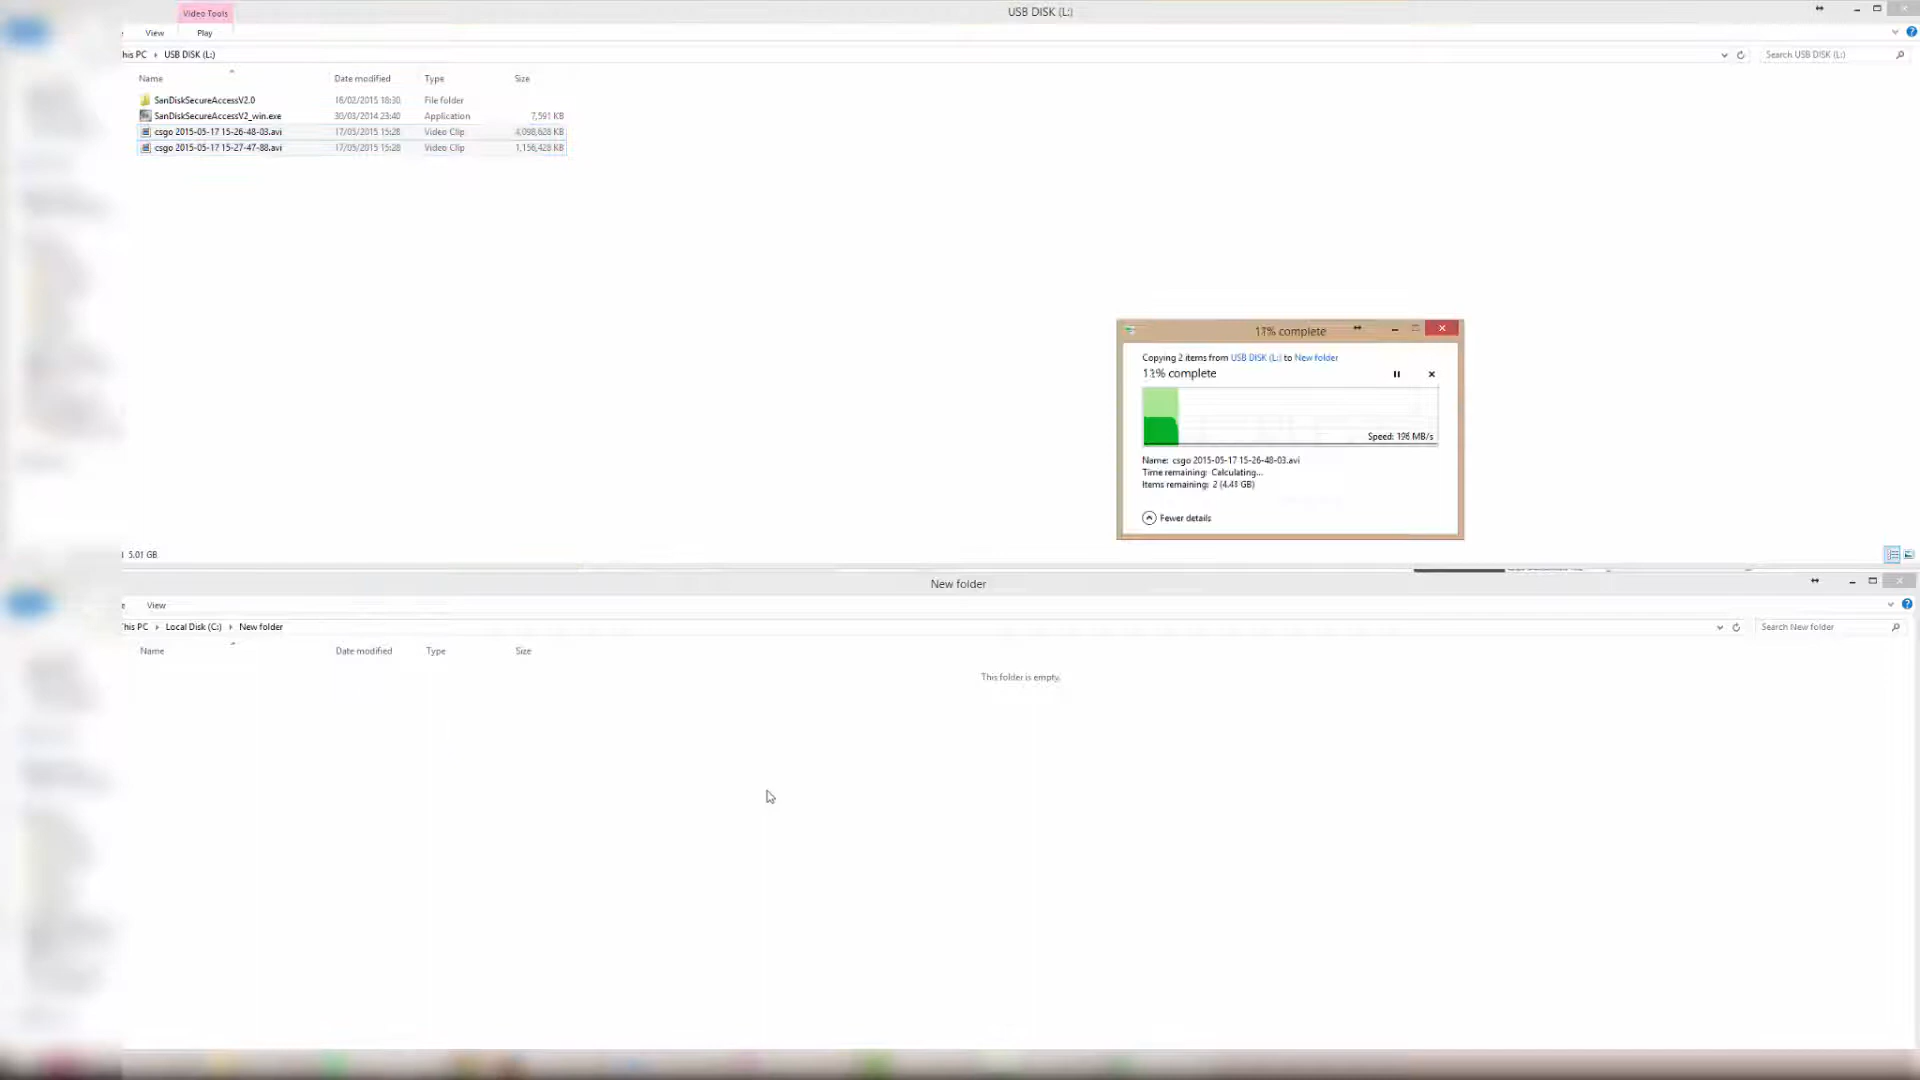 Video Tools
USB DISK (L:)
View Play
his PC › USB DISK (L:)
Search USB DISK (L:)
Name Date modified Type Size
SanDiskSecureAccessV2.0 16/02/2015 18:30 File folder
SanDiskSecureAccessV2_win.exe 30/03/2014 23:40 Application 7,591 KB
csgo 2015-05-17 15-26-48-03.avi 17/05/2015 15:28 Video Clip 4,098,628 KB
csgo 2015-05-17 15-27-47-88.avi 17/05/2015 15:28 Video Clip 1,156,428 KB
complete
Copying 2 items from USB DISK (L:) to New folder
complete
Speed: 196 MB/s
Name: csgo 2015-05-17 15-26-48-03.avi
Time remaining: Calculating...
Items remaining: 2 (4.41 GB)
Fewer details
5.01 GB
New folder
View
This PC › Local Disk (C:) › New folder
Search New folder
Name Date modified Type Size
This folder is empty.